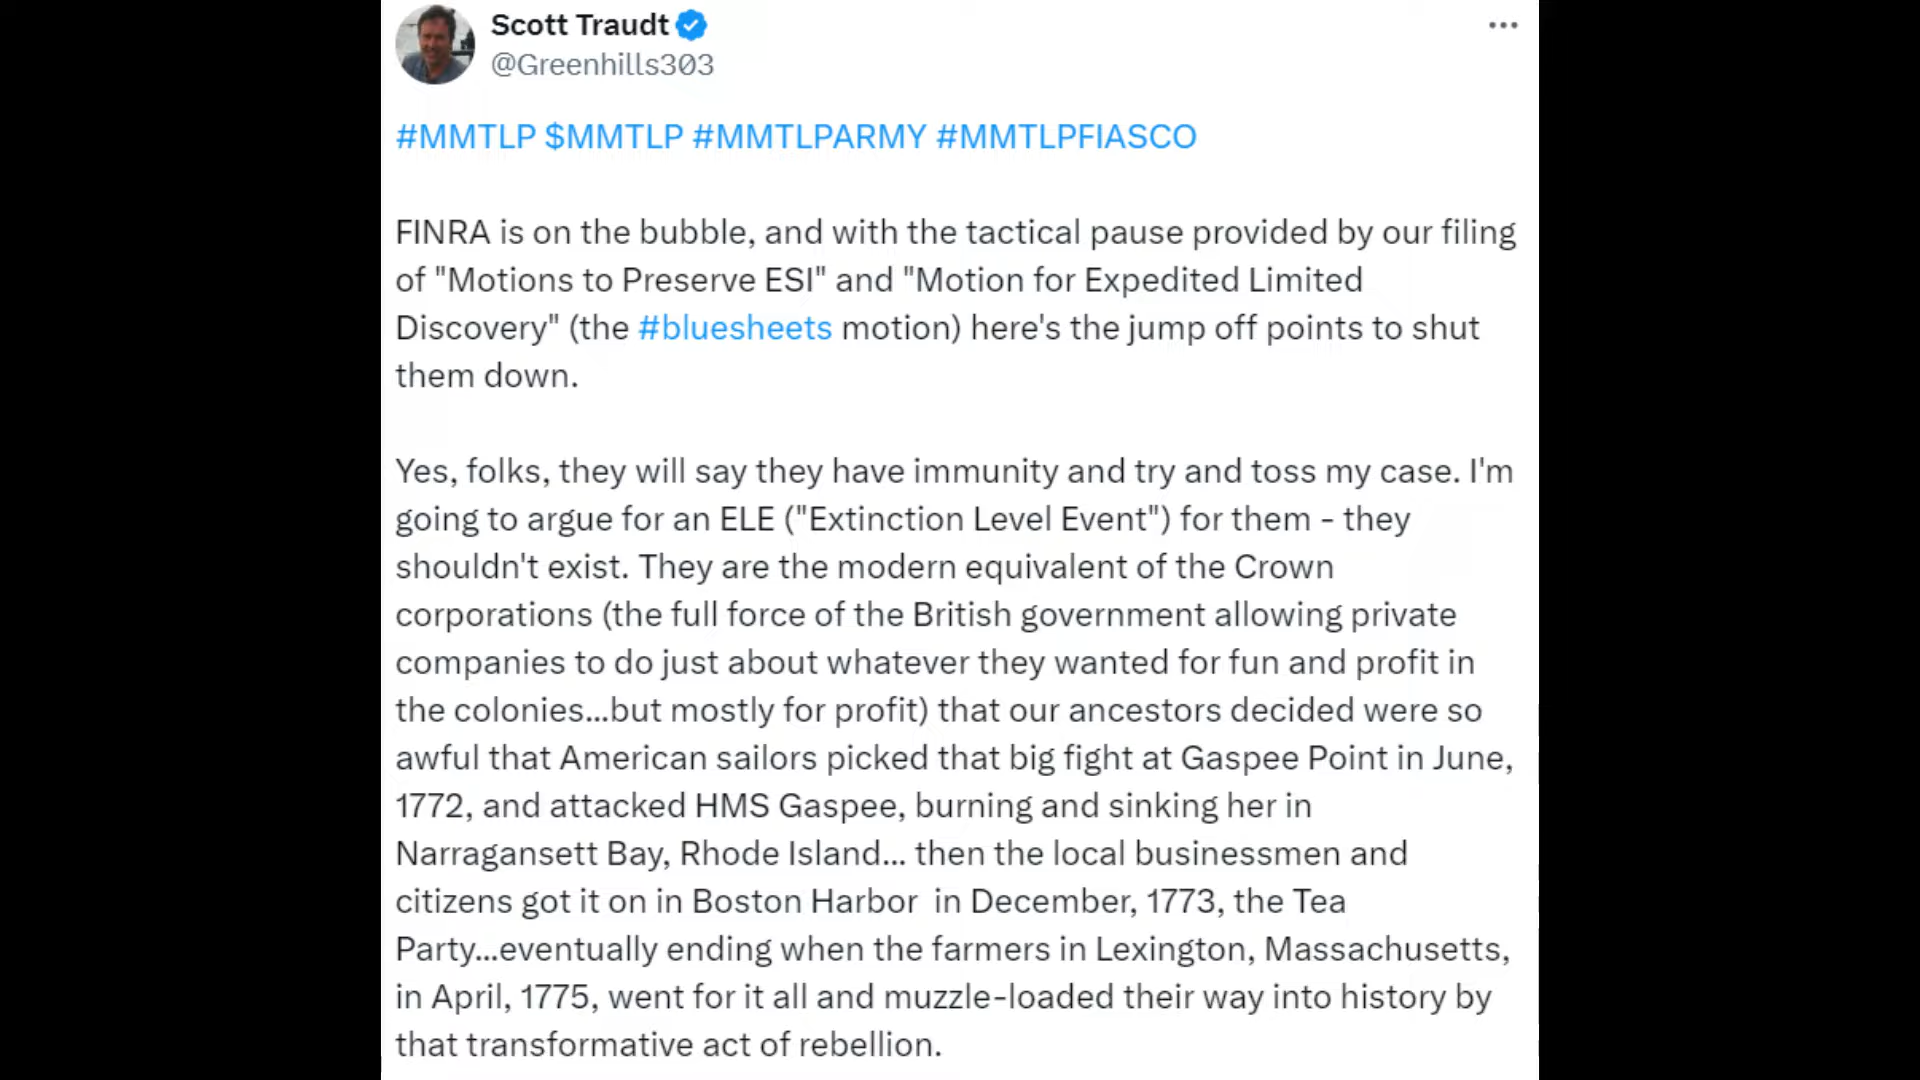 Scott Traudt
@Greenhills303
#MMTLP $MMTLP #MMTLPARMY #MMTLPFIASCO
FINRA is on the bubble, and with the tactical pause provided by our filing
of "Motions to Preserve ESI" and "Motion for Expedited Limited
Discovery" (the #bluesheets motion) here's the jump off points to shut
them down.
Yes, folks, they will say they have immunity and try and toss my case. I'm
going to argue for an ELE ("Extinction Level Event") for them - they
shouldn't exist. They are the modern equivalent of the Crown
corporations (the full force of the British government allowing private
companies to do just about whatever they wanted for fun and profit in
the colonies...but mostly for profit) that our ancestors decided were so
awful that American sailors picked that big fight at Gaspee Point in June,
1772, and attacked HMS Gaspee, burning and sinking her in
Narragansett Bay, Rhode Island... then the local businessmen and
citizens got it on in Boston Harbor  in December, 1773, the Tea
Party...eventually ending when the farmers in Lexington, Massachusetts,
in April, 1775, went for it all and muzzle-loaded their way into history by
that transformative act of rebellion.